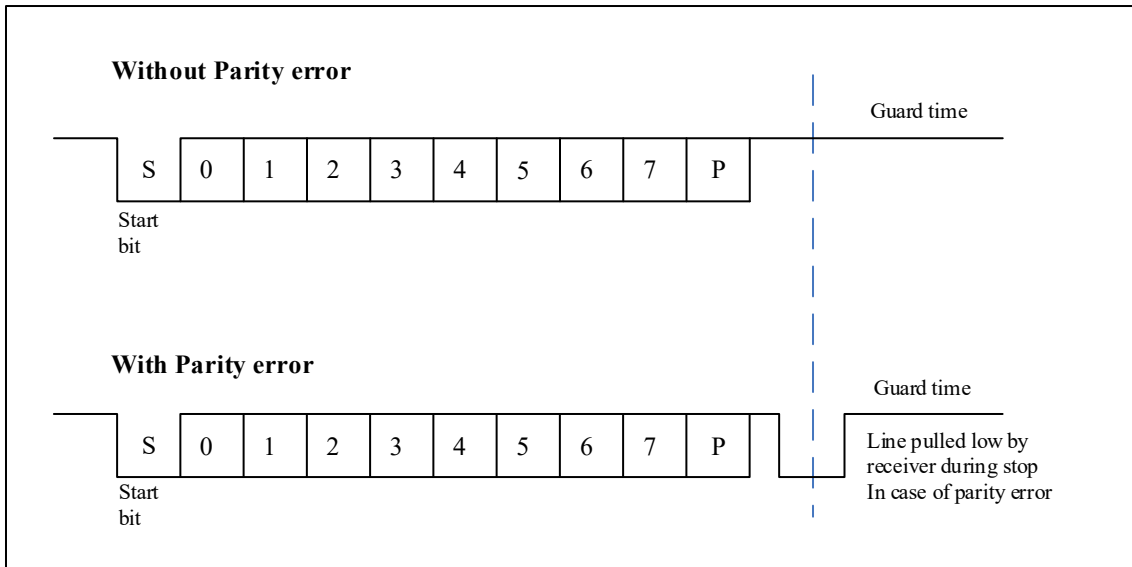 Without Parity error
Guard time
S 0 1 2 3 4 5 6 7 P
Start
bit
With Parity error
Guard time
S 0 1 2 3 4 5 6 7 P
Line pulled low by
receiver during stop
In case of parity error
Start
bit